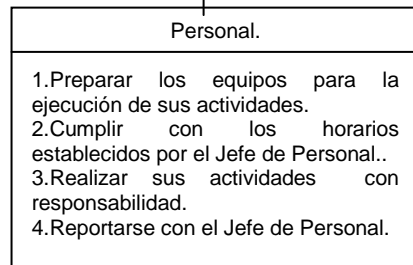 Personal.
1.Preparar los equipos para la
ejecución de sus actividades.
2.Cumplir con los horarios
establecidos por el Jefe de Personal..
3.Realizar sus actividades con
responsabilidad.
4.Reportarse con el Jefe de Personal.